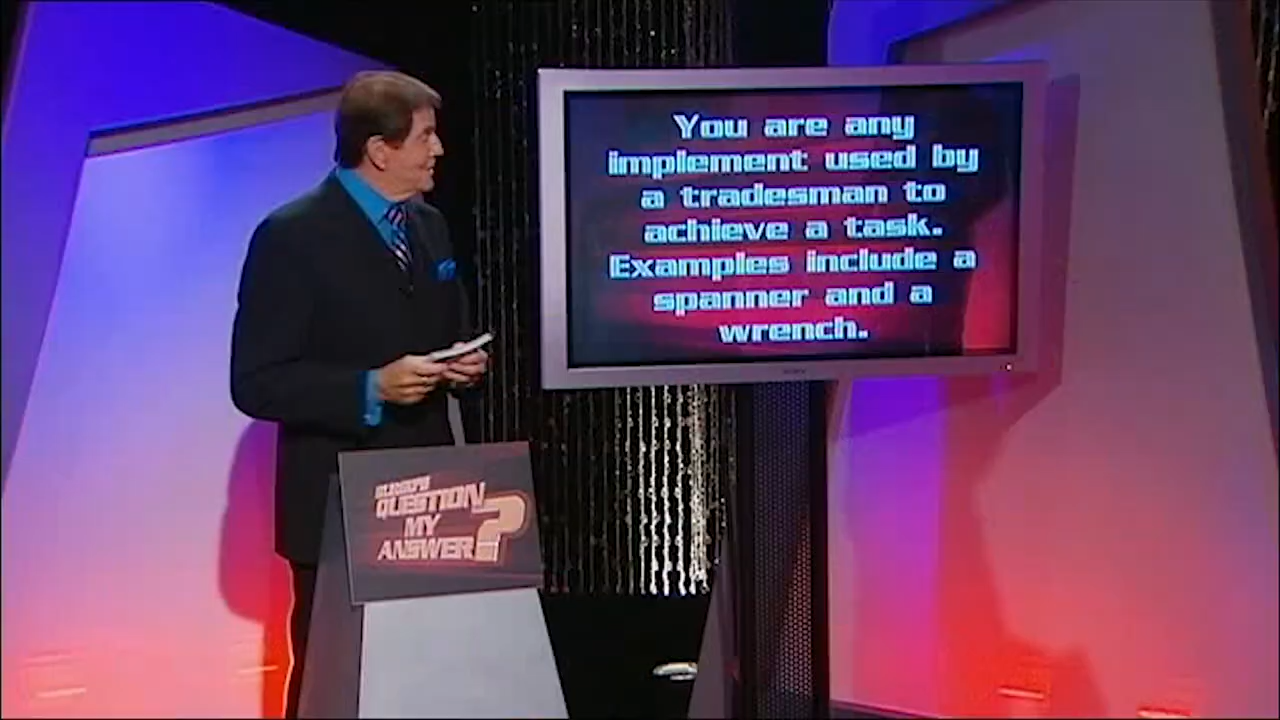 You are any
implement used by
a tradesman to
achieve a task.
Examples include a
spanner and a
wrench.
QUESTION
MY
ANSWER?